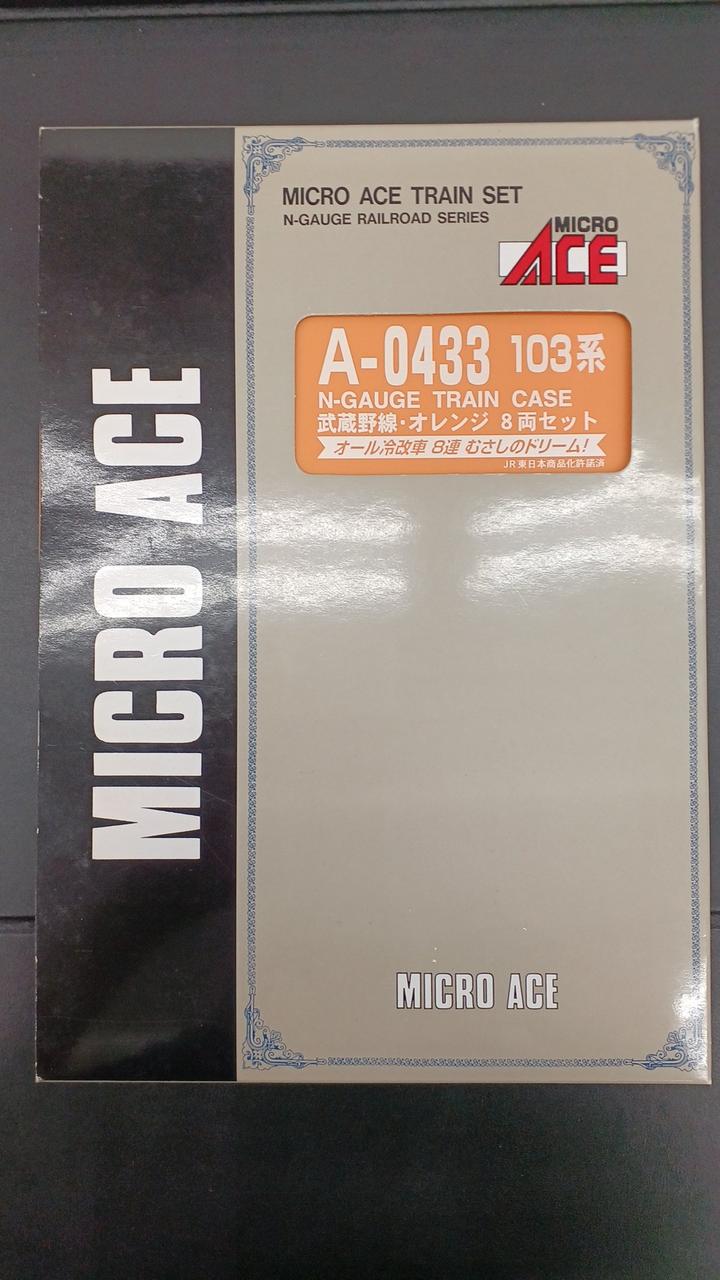 MICRO ACE
MICRO ACE TRAIN SET
N-GAUGE RAILROAD SERIES
MICRO
ACE
A-0433 103系
N-GAUGE TRAIN CASE
武蔵野線・オレンジ 8両セット
オール冷改車 8連 むさしのドリーム!
JR東日本商品化許諾済
MICRO ACE